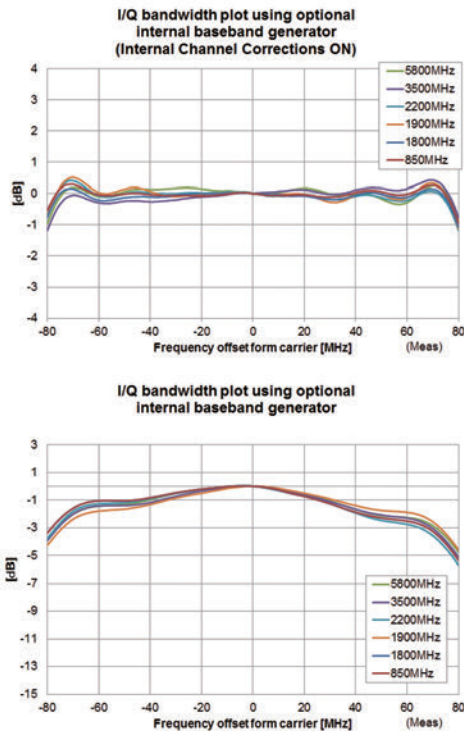 I/Q bandwidth plot using optional
internal baseband generator
(Internal Channel Corrections ON)
4
3
2
1
0
-1
-2
-3
-4
[dB]
5800MHz
3500MHz
2200MHz
1900MHz
1800MHz
850MHz
-80 -60 -40 -20 0 20 40 60 80
Frequency offset form carrier [MHz] (Meas)
I/Q bandwidth plot using optional
internal baseband generator
3
1
-1
-3
-5
-7
-9
-11
-13
-15
[dB]
5800MHz
3500MHz
2200MHz
1900MHz
1800MHz
850MHz
-80 -60 -40 -20 0 20 40 60 80
Frequency offset form carrier [MHz] (Meas)